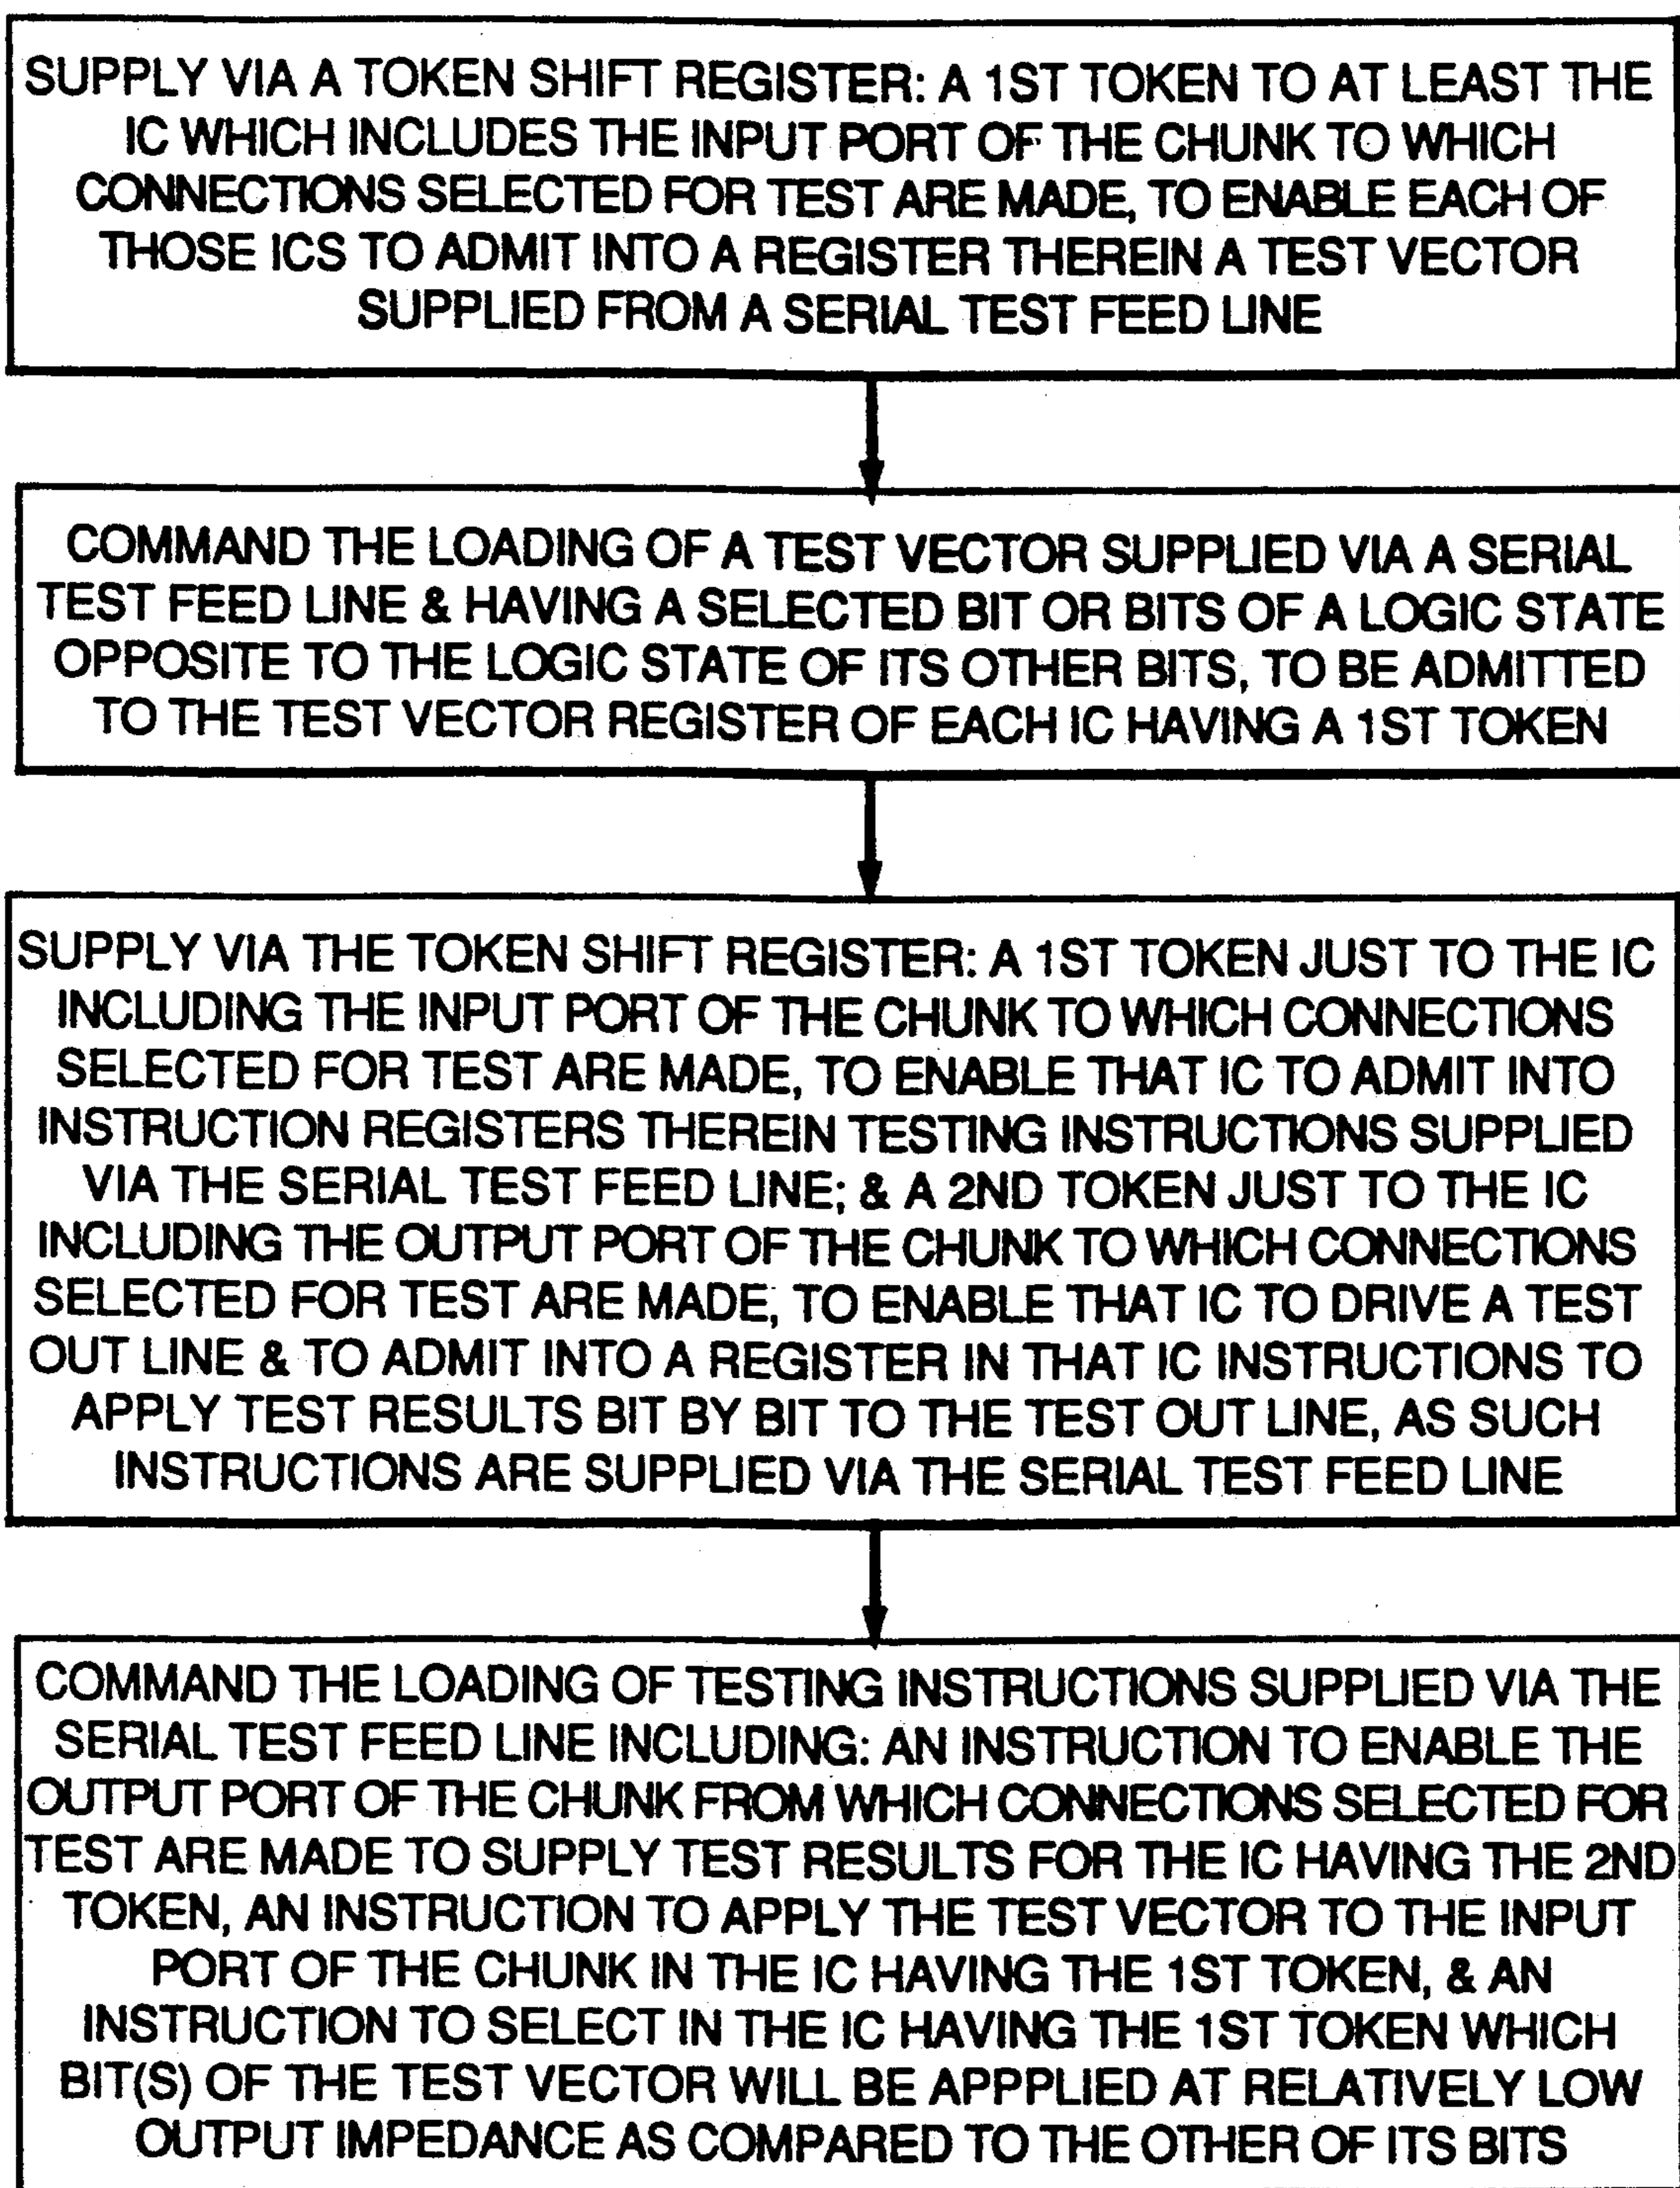 SUPPLY VIA A TOKEN SHIFT REGISTER: A 1ST TOKEN TO AT LEAST THE
IC WHICH INCLUDES THE INPUT PORT OF THE CHUNK TO WHICH
CONNECTIONS SELECTED FOR TEST ARE MADE, TO ENABLE EACH OF
THOSE ICS TO ADMIT INTO A REGISTER THEREIN A TEST VECTOR
SUPPLIED FROM A SERIAL TEST FEED LINE
COMMAND THE LOADING OF A TEST VECTOR SUPPLIED VIA A SERIAL
TEST FEED LINE & HAVING A SELECTED BIT OR BITS OF A LOGIC STATE
OPPOSITE TO THE LOGIC STATE OF ITS OTHER BITS, TO BE ADMITTED
TO THE TEST VECTOR REGISTER OF EACH IC HAVING A 1ST TOKEN
SUPPLY VIA THE TOKEN SHIFT REGISTER: A 1ST TOKEN JUST TO THE IC
INCLUDING THE INPUT PORT OF THE CHUNK TO WHICH CONNECTIONS
SELECTED FOR TEST ARE MADE, TO ENABLE THAT IC TO ADMIT INTO
INSTRUCTION REGISTERS THEREIN TESTING INSTRUCTIONS SUPPLIED
VIA THE SERIAL TEST FEED LINE; & A 2ND TOKEN JUST TO THE IC
INCLUDING THE OUTPUT PORT OF THE CHUNK TO WHICH CONNECTIONS
SELECTED FOR TEST ARE MADE, TO ENABLE THAT IC TO DRIVE A TEST
OUT LINE & TO ADMIT INTO A REGISTER IN THAT IC INSTRUCTIONS TO
APPLY TEST RESULTS BIT BY BIT TO THE TEST OUT LINE, AS SUCH
INSTRUCTIONS ARE SUPPLIED VIA THE SERIAL TEST FEED LINE
COMMAND THE LOADING OF TESTING INSTRUCTIONS SUPPLIED VIA THE
SERIAL TEST FEED LINE INCLUDING: AN INSTRUCTION TO ENABLE THE
OUTPUT PORT OF THE CHUNK FROM WHICH CONNECTIONS SELECTED FOR
TEST ARE MADE TO SUPPLY TEST RESULTS FOR THE IC HAVING THE 2ND
TOKEN, AN INSTRUCTION TO APPLY THE TEST VECTOR TO THE INPUT
PORT OF THE CHUNK IN THE IC HAVING THE 1ST TOKEN, & AN
INSTRUCTION TO SELECT IN THE IC HAVING THE 1ST TOKEN WHICH
BIT(S) OF THE TEST VECTOR WILL BE APPPLIED AT RELATIVELY LOW
OUTPUT IMPEDANCE AS COMPARED TO THE OTHER OF ITS BITS